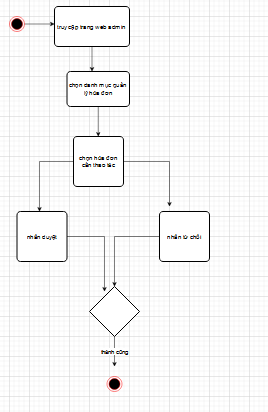 truy cập trang web admin
chọn danh mục quản
lý hóa đơn
chọn hóa đơn
cần thao tác
nhấn duyệt
nhấn từ chối
thành công